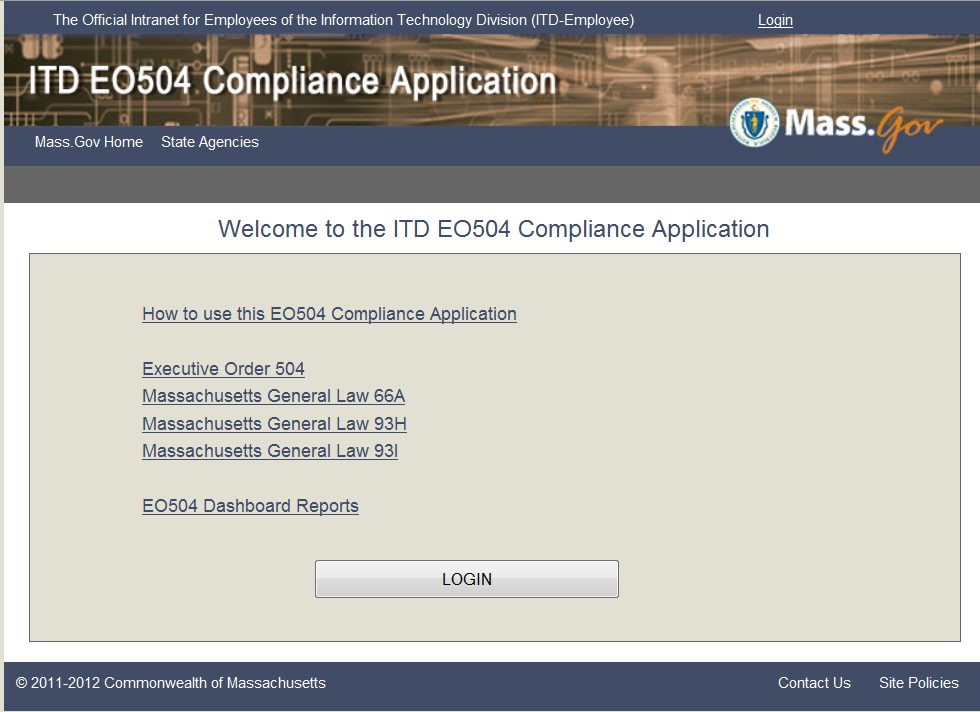 The Official Intranet for Employees of the Information Technology Division (ITD-Employee) Login
ITD EO504 Compliance Application
Mass.Gov
Mass.Gov Home State Agencies
Welcome to the ITD EO504 Compliance Application
How to use this EO504 Compliance Application
Executive Order 504
Massachusetts General Law 66A
Massachusetts General Law 93H
Massachusetts General Law 93I
EO504 Dashboard Reports
LOGIN
© 2011-2012 Commonwealth of Massachusetts Contact Us Site Policies